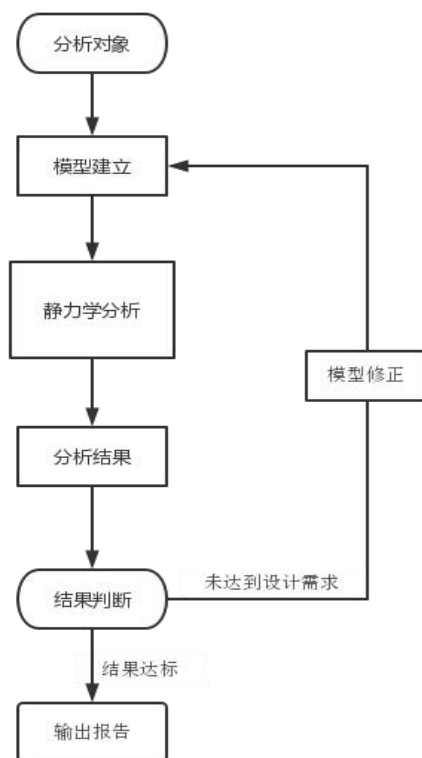 分析对象
模型建立
静力学分析
模型修正
分析结果
未达到设计需求
结果判断
结果达标
输出报告